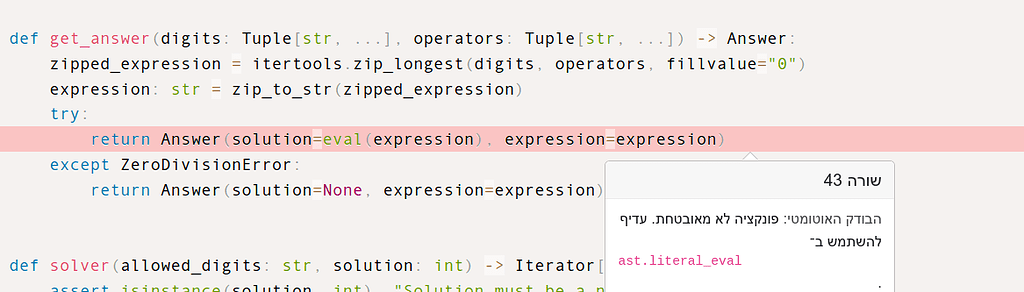 def get_answer(digits: Tuple[str, ...], operators: Tuple[str, ...]) -> Answer:
    zipped_expression = itertools.zip_longest(digits, operators, fillvalue="0")
    expression: str = zip_to_str(zipped_expression)
    try:
        return Answer(solution=eval(expression), expression=expression)
    except ZeroDivisionError:
        return Answer(solution=None, expression=expression)
שורה 43
הבודק האוטומטי: פונקציה לא מאובטחת. עדיף
להשתמש ב־
ast.literal_eval
.
def solver(allowed_digits: str, solution: int) -> Iterator[
    assert isinstance(solution, int), "Solution must be a n